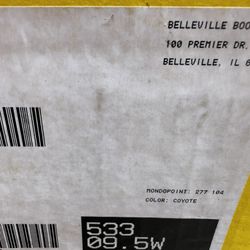 BELLEVILLE BOO
100 PREMIER DR.
BELLEVILLE, IL 6
MONDOPOINT: 277 104
COLOR: COYOTE
533
09.5W